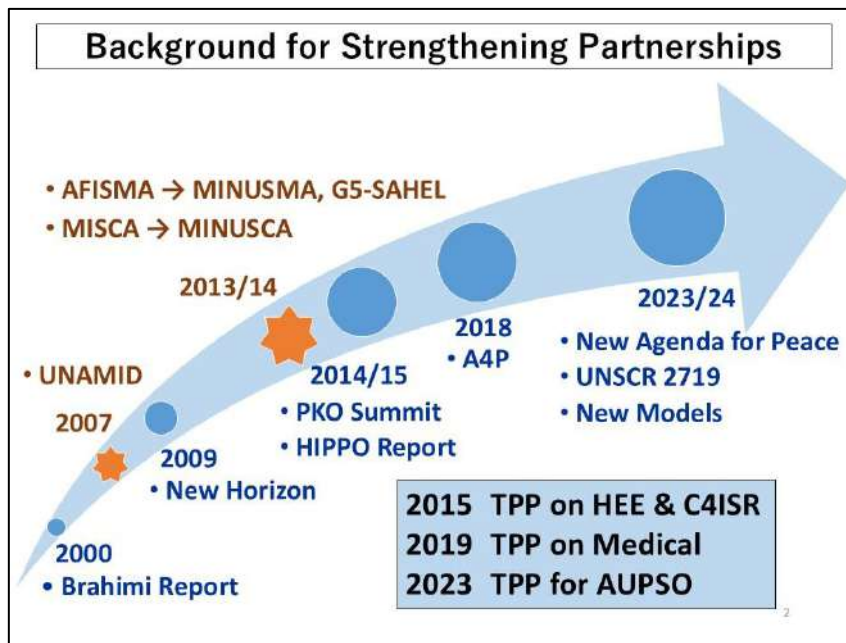 Background for Strengthening Partnerships
• AFISMA → MINUSMA, G5-SAHEL
• MISCA → MINUSCA
2013/14
• UNAMID
2007
2000
• Brahimi Report
2009
• New Horizon
2014/15
• PKO Summit
• HIPPO Report
2018
• A4P
2023/24
• New Agenda for Peace
• UNSCR 2719
• New Models
2015 TPP on HEE & C4ISR
2019 TPP on Medical
2023 TPP for AUPSO
2